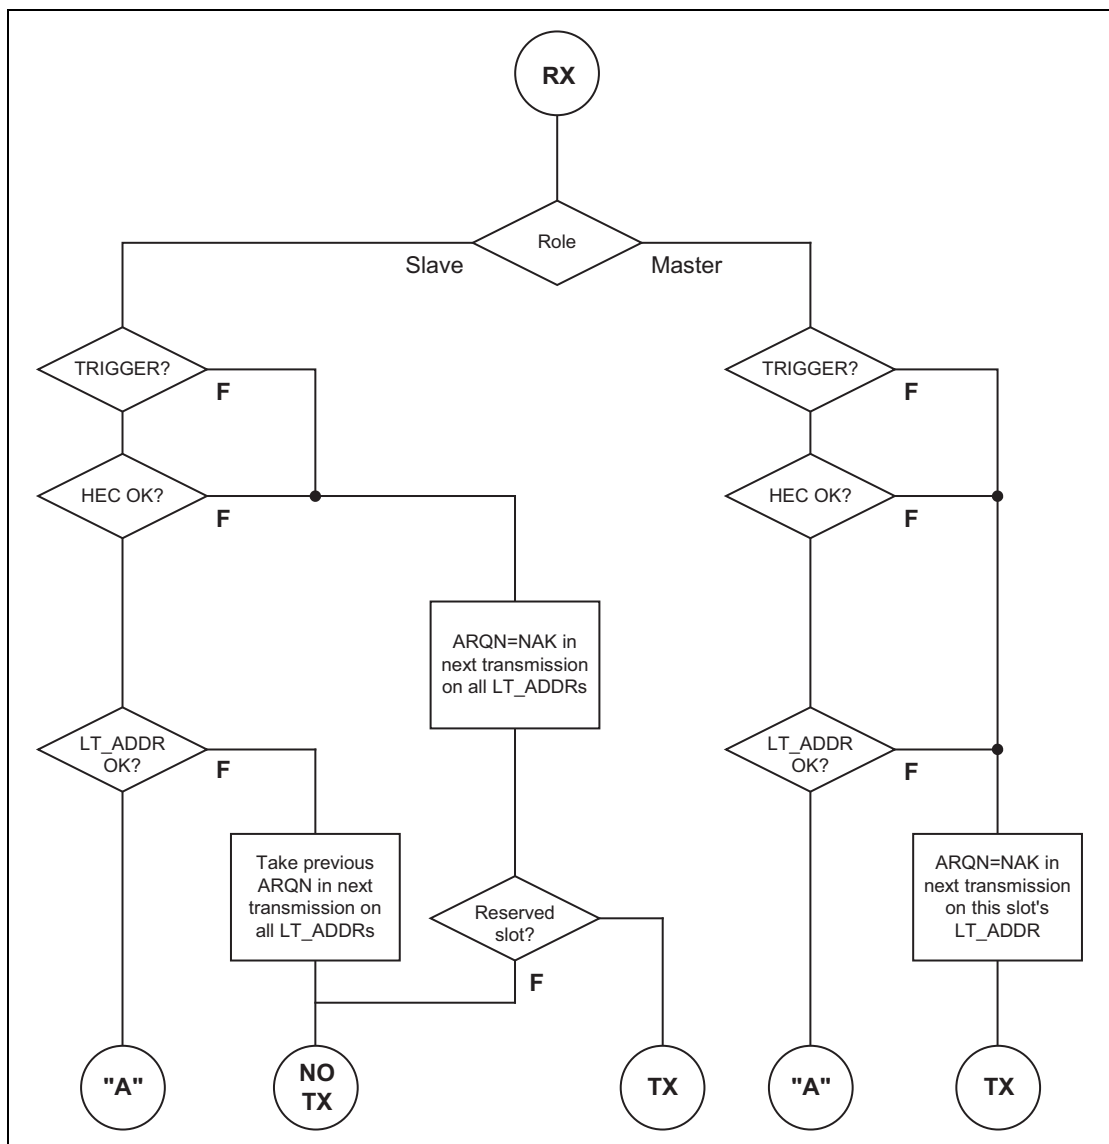 RX
Role
Slave
Master
TRIGGER?
F
TRIGGER?
F
HEC OK?
F
HEC OK?
F
ARQN=NAK in
next transmission
on all LT_ADDRs
LT_ADDR
OK?
F
LT_ADDR
OK?
F
Take previous
ARQN in next
transmission on
all LT_ADDRs
Reserved
slot?
F
ARQN=NAK in
next transmission
on this slot's
LT_ADDR
"A"
NO
TX
TX
"A"
TX